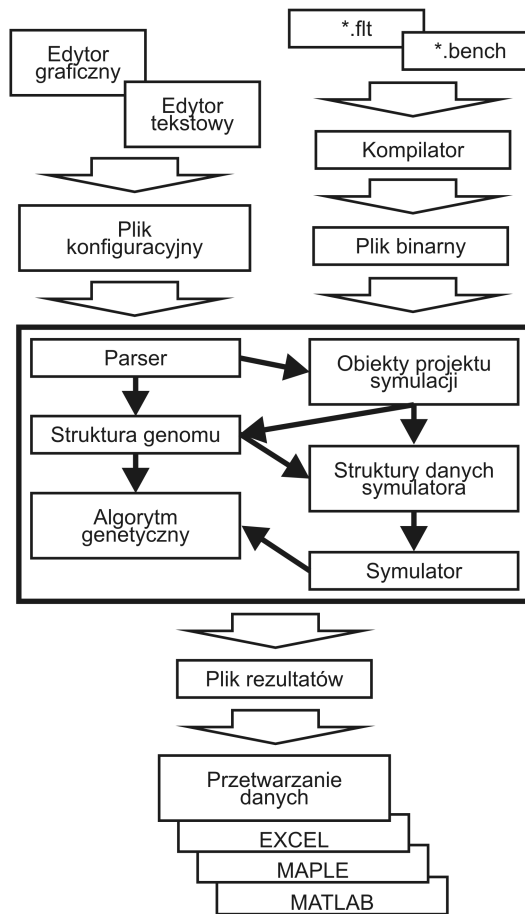 Edytor
graficzny
Edytor
tekstowy
*.flt
*.bench
Kompilator
Plik
konfiguracyjny
Plik binarny
Parser
Obiekty projektu
symulacji
Struktura genomu
Struktury danych
symulatora
Algorytm
genetyczny
Symulator
Plik rezultatów
Przetwarzanie
danych
EXCEL
MAPLE
MATLAB